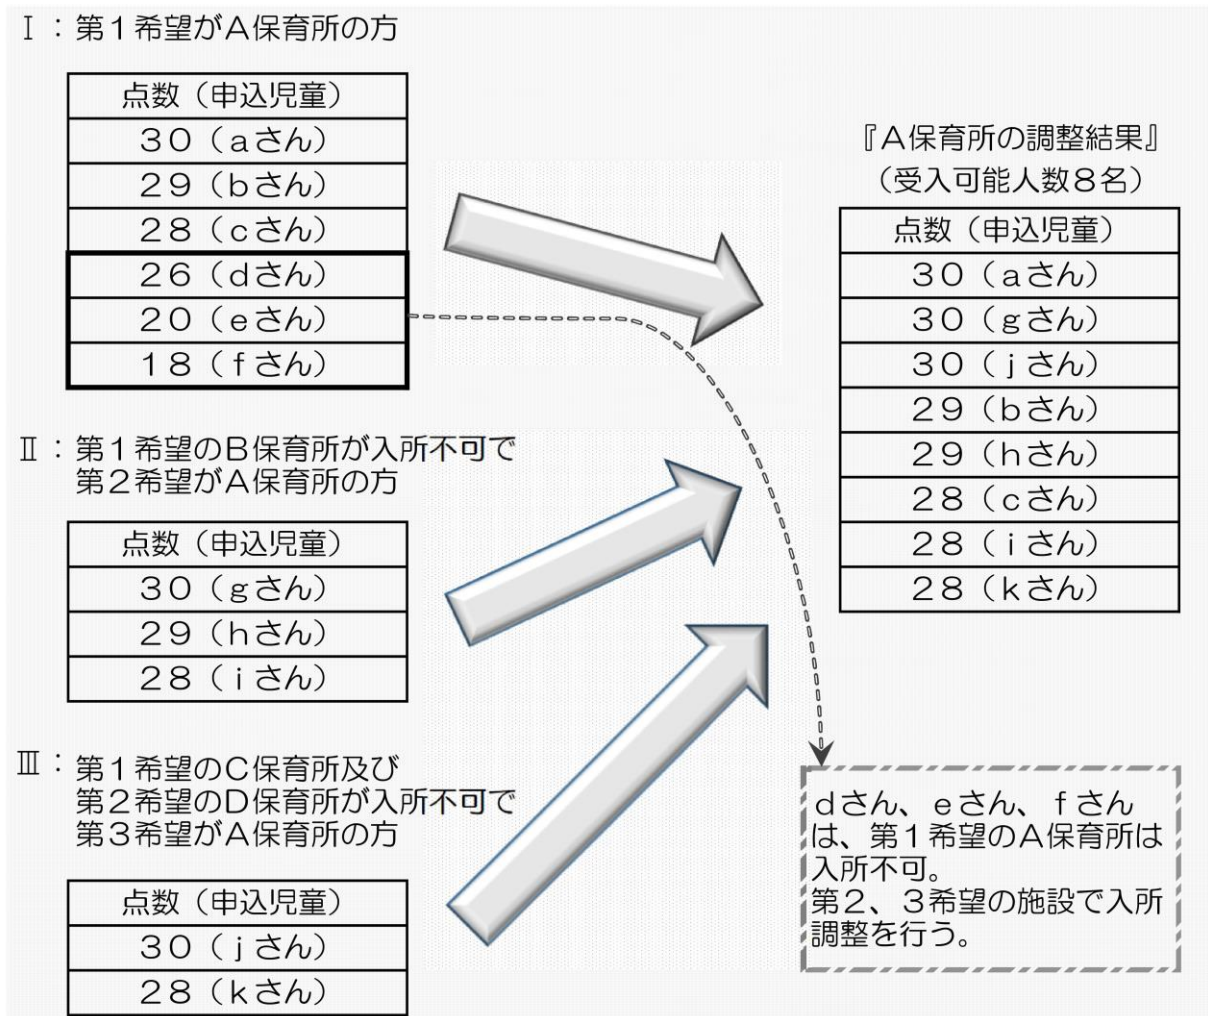 Ⅰ：第１希望がＡ保育所の方
点数（申込児童）
３０（ａさん）
２９（ｂさん）
２８（ｃさん）
２６（ｄさん）
２０（ｅさん）
１８（ｆさん）
Ⅱ：第１希望のＢ保育所が入所不可で
第２希望がＡ保育所の方
点数（申込児童）
３０（ｇさん）
２９（ｈさん）
２８（ｉさん）
Ⅲ：第１希望のＣ保育所及び
第２希望のＤ保育所が入所不可で
第３希望がＡ保育所の方
点数（申込児童）
３０（ｊさん）
２８（ｋさん）
『Ａ保育所の調整結果』
（受入可能人数８名）
点数（申込児童）
３０（ａさん）
３０（ｇさん）
３０（ｊさん）
２９（ｂさん）
２９（ｈさん）
２８（ｃさん）
２８（ｉさん）
２８（ｋさん）
ｄさん、ｅさん、ｆさん
は、第１希望のＡ保育所は
入所不可。
第２、３希望の施設で入所
調整を行う。